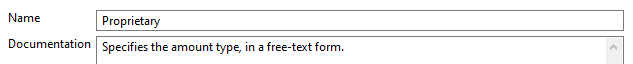 Name Proprietary
Documentation Specifies the amount type, in a free-text form.